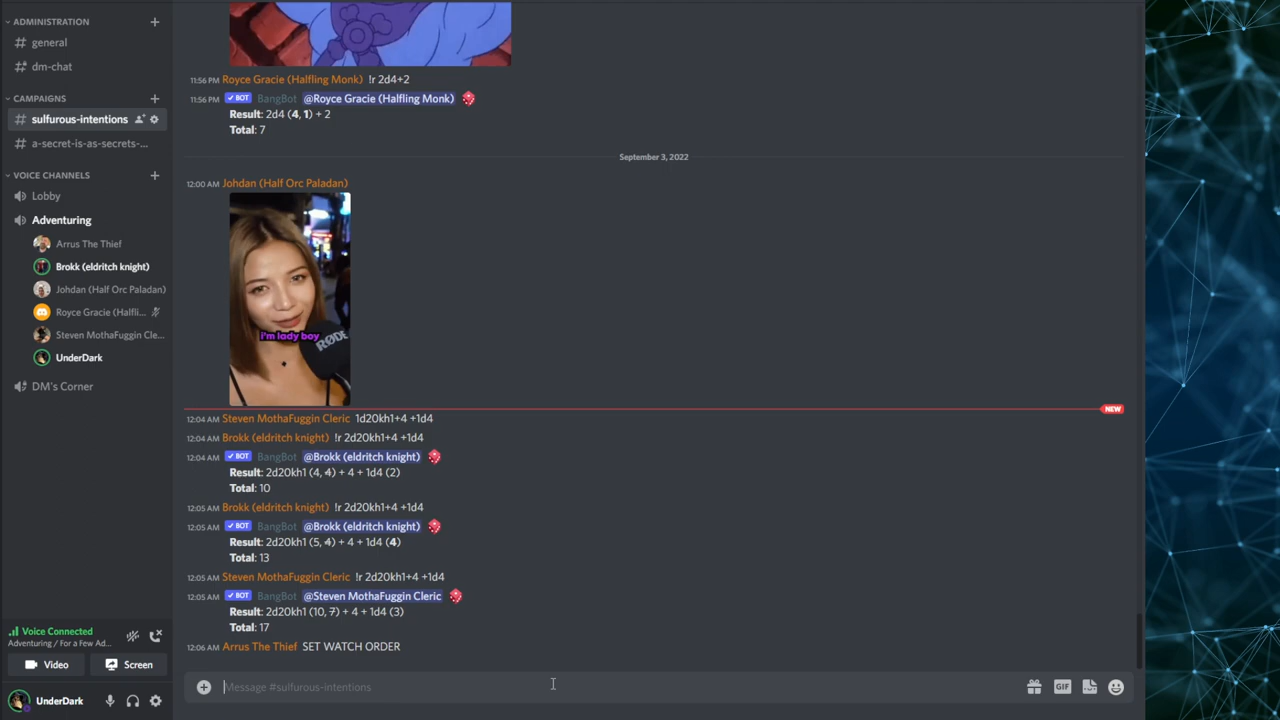 ADMINISTRATION
general
dm-chat
CAMPAIGNS
sulfurous-intentions
a-secret-is-as-secrets-...
VOICE CHANNELS
Lobby
Adventuring
Arrus The Thief
Brokk (eldritch knight)
Johdan (Half Orc Paladan)
Royce Gracie (Halfli...
Steven MothaFuggin Cle...
UnderDark
DM's Corner
Voice Connected
Adventuring / For a Few Ad...
Video
Screen
UnderDark
11:56 PM Royce Gracie (Halfling Monk) !r 2d4+2
11:56 PM BOT BangBot @Royce Gracie (Halfling Monk)
Result: 2d4 (4, 1) + 2
Total: 7
September 3, 2022
12:00 AM Johdan (Half Orc Paladan)
i'm lady boy
RØDE
NEW
12:04 AM Steven MothaFuggin Cleric 1d20kh1+4 +1d4
12:04 AM Brokk (eldritch knight) !r 2d20kh1+4 +1d4
12:04 AM BOT BangBot @Brokk (eldritch knight)
Result: 2d20kh1 (4, 4) + 4 + 1d4 (2)
Total: 10
12:05 AM Brokk (eldritch knight) !r 2d20kh1+4 +1d4
12:05 AM BOT BangBot @Brokk (eldritch knight)
Result: 2d20kh1 (5, 4) + 4 + 1d4 (4)
Total: 13
12:05 AM Steven MothaFuggin Cleric !r 2d20kh1+4 +1d4
12:05 AM BOT BangBot @Steven MothaFuggin Cleric
Result: 2d20kh1 (10, 7) + 4 + 1d4 (3)
Total: 17
12:06 AM Arrus The Thief SET WATCH ORDER
Message #sulfurous-intentions
GIF